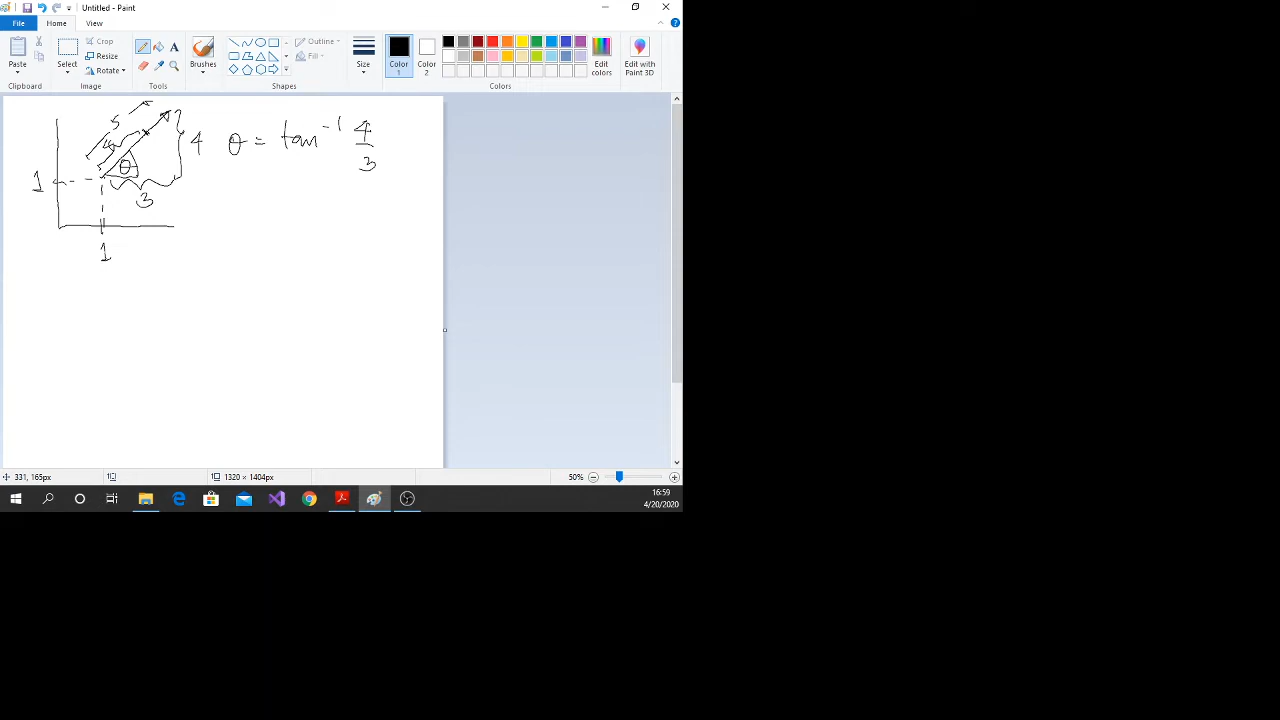 Untitled - Paint
File Home View
Paste
Clipboard
Select
Crop
Resize
Rotate
Image
A
Tools
Brushes
Outline
Fill
Shapes
Size
Color 1
Color 2
Edit colors
Edit with Paint 3D
Colors
5
4
θ
1
3
1
θ = tan⁻¹ 4/3
331, 165px
1320 × 1404px
50%
16:59
4/20/2020